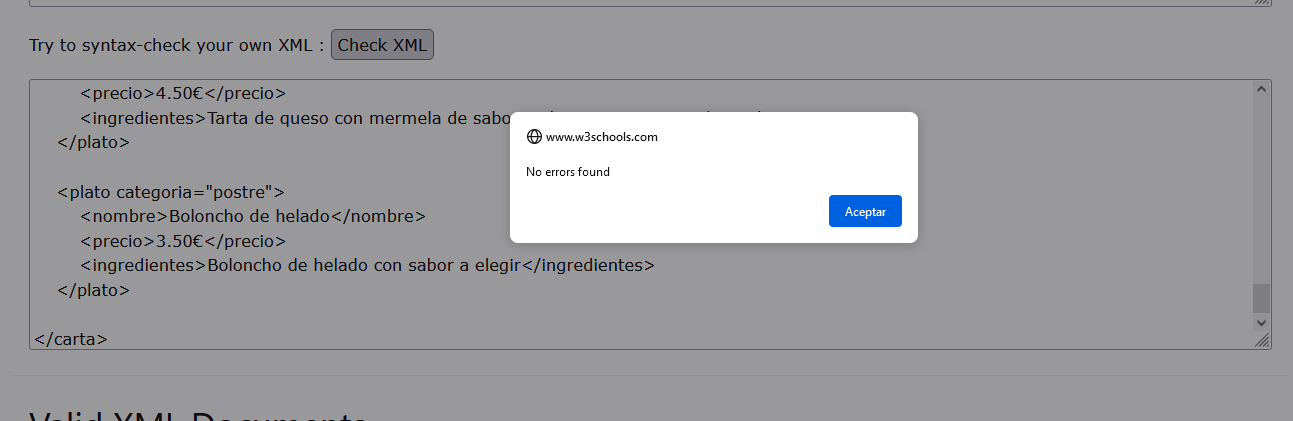 Try to syntax-check your own XML : Check XML
<precio>4.50€</precio>
<ingredientes>Tarta de queso con mermela de sabo
</plato>
<plato categoria="postre">
<nombre>Boloncho de helado</nombre>
<precio>3.50€</precio>
<ingredientes>Boloncho de helado con sabor a elegir</ingredientes>
</plato>
</carta>
www.w3schools.com
No errors found
Aceptar
Valid XML Documents